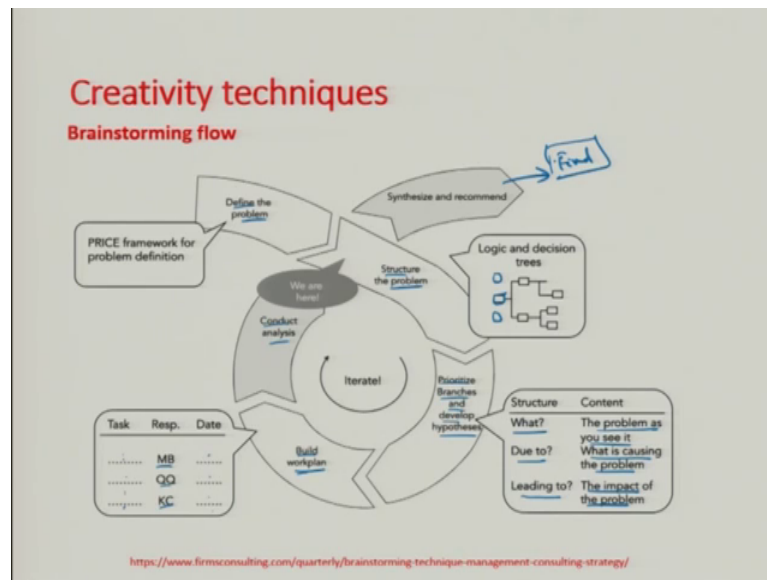 Creativity techniques
Brainstorming flow
Find
Define the
problem
Synthesize and recommend
PRICE framework for
problem definition
Structure
the problem
Logic and decision
trees
We are
here!
Conduct
analysis
Iterate!
Prioritize
Branches
and
develop
hypotheses
Structure Content
What? The problem as
you see it
Due to? What is causing
the problem
Leading to? The impact of
the problem
Task Resp. Date
MB
QQ
KC
Build
workplan
https://www.firmsconsulting.com/quarterly/brainstorming-technique-management-consulting-strategy/